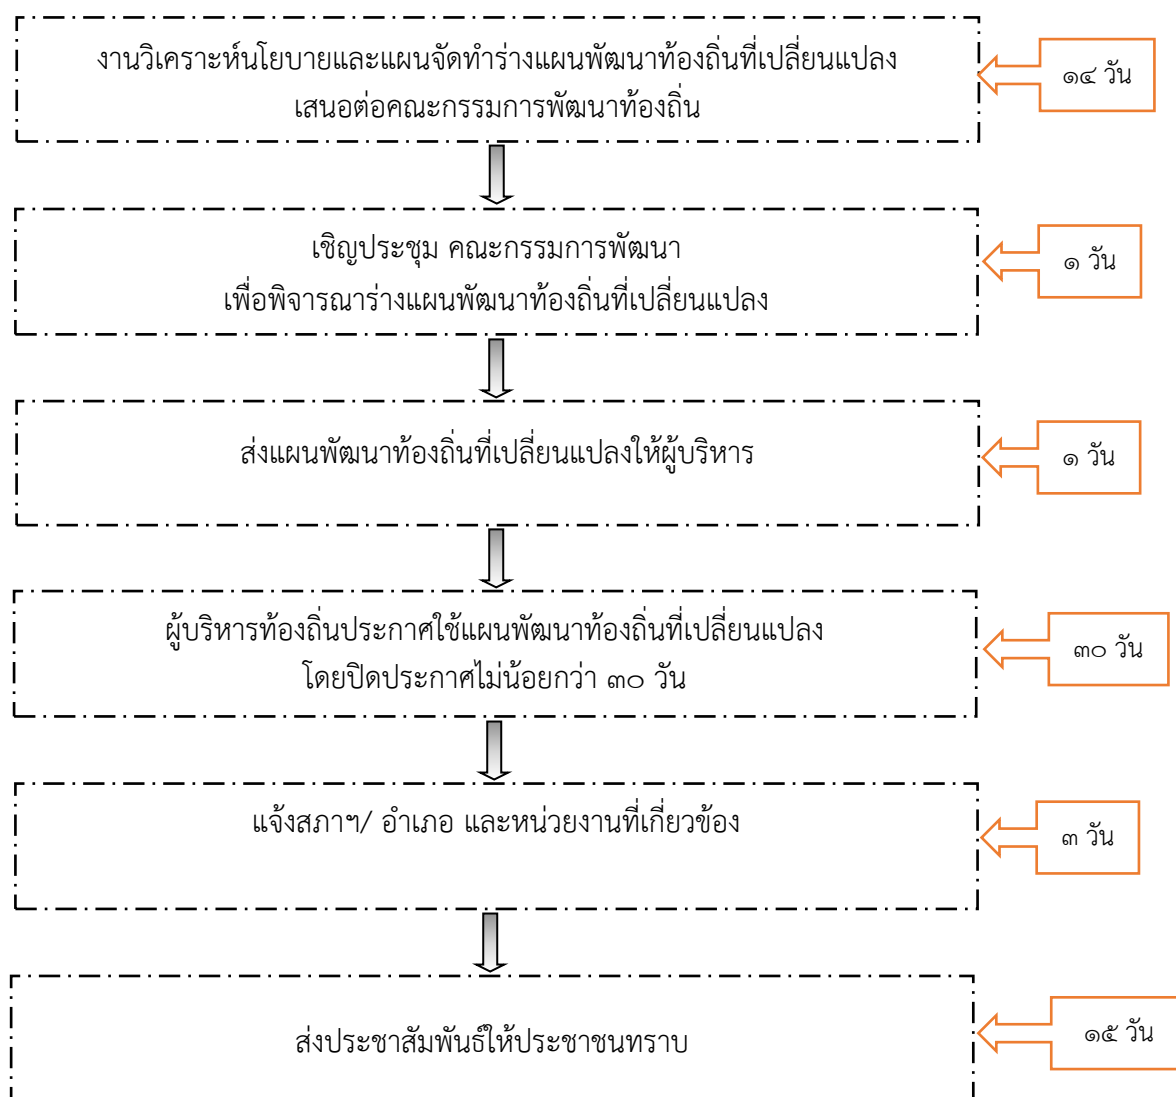 งานวิเคราะห์นโยบายและแผนจัดทำร่างแผนพัฒนาท้องถิ่นที่เปลี่ยนแปลง
เสนอต่อคณะกรรมการพัฒนาท้องถิ่น
๑๔ วัน
เชิญประชุม คณะกรรมการพัฒนา
เพื่อพิจารณาร่างแผนพัฒนาท้องถิ่นที่เปลี่ยนแปลง
๑ วัน
ส่งแผนพัฒนาท้องถิ่นที่เปลี่ยนแปลงให้ผู้บริหาร
๑ วัน
ผู้บริหารท้องถิ่นประกาศใช้แผนพัฒนาท้องถิ่นที่เปลี่ยนแปลง
โดยปิดประกาศไม่น้อยกว่า ๓๐ วัน
๓๐ วัน
แจ้งสภาฯ/ อำเภอ และหน่วยงานที่เกี่ยวข้อง
๓ วัน
ส่งประชาสัมพันธ์ให้ประชาชนทราบ
๑๕ วัน